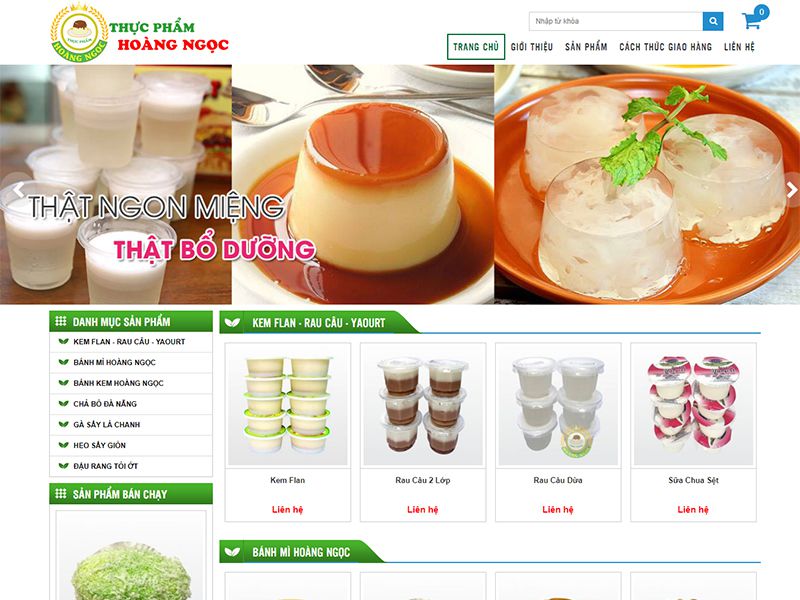 THỰC PHẨM
HOÀNG NGỌC
THỰC PHẨM
HOÀNG NGỌC
Nhập từ khóa
0
TRANG CHỦ
GIỚI THIỆU
SẢN PHẨM
CÁCH THỨC GIAO HÀNG
LIÊN HỆ
THẬT NGON MIỆNG
THẬT BỔ DƯỠNG
DANH MỤC SẢN PHẨM
KEM FLAN - RAU CÂU - YAOURT
BÁNH MÌ HOÀNG NGỌC
BÁNH KEM HOÀNG NGỌC
CHẢ BÒ ĐÀ NẴNG
GÀ SẤY LÁ CHANH
HEO SẤY GIÒN
ĐẬU RANG TỎI ỚT
SẢN PHẨM BÁN CHẠY
KEM FLAN - RAU CÂU - YAOURT
Kem Flan
Liên hệ
Rau Câu 2 Lớp
Liên hệ
Rau Câu Dừa
Liên hệ
Sữa Chua Sệt
Liên hệ
BÁNH MÌ HOÀNG NGỌC